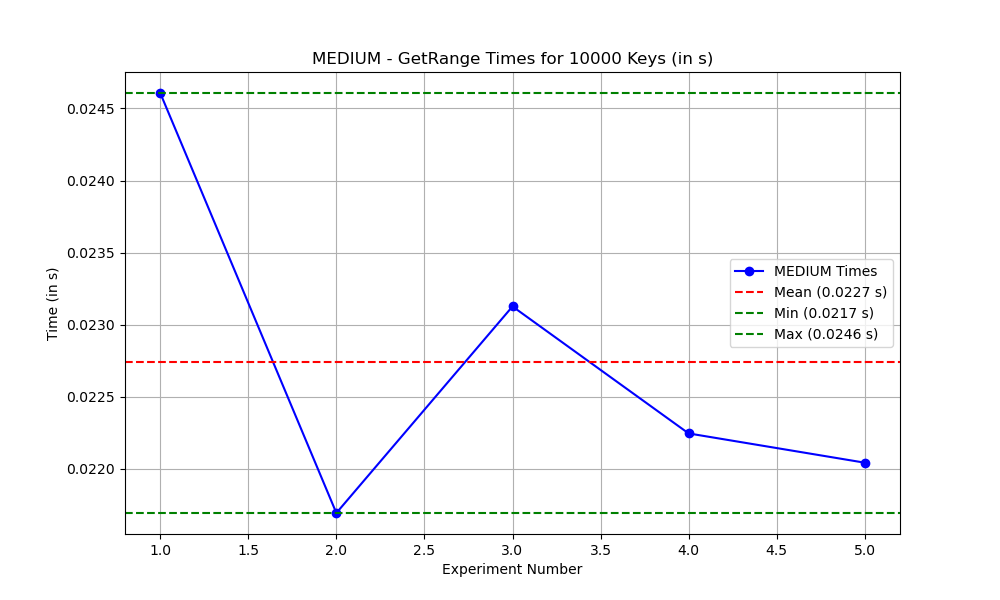 MEDIUM - GetRange Times for 10000 Keys (in s)
Time (in s)
0.0245
0.0240
0.0235
0.0230
0.0225
0.0220
MEDIUM Times
Mean (0.0227 s)
Min (0.0217 s)
Max (0.0246 s)
1.0 1.5 2.0 2.5 3.0 3.5 4.0 4.5 5.0
Experiment Number